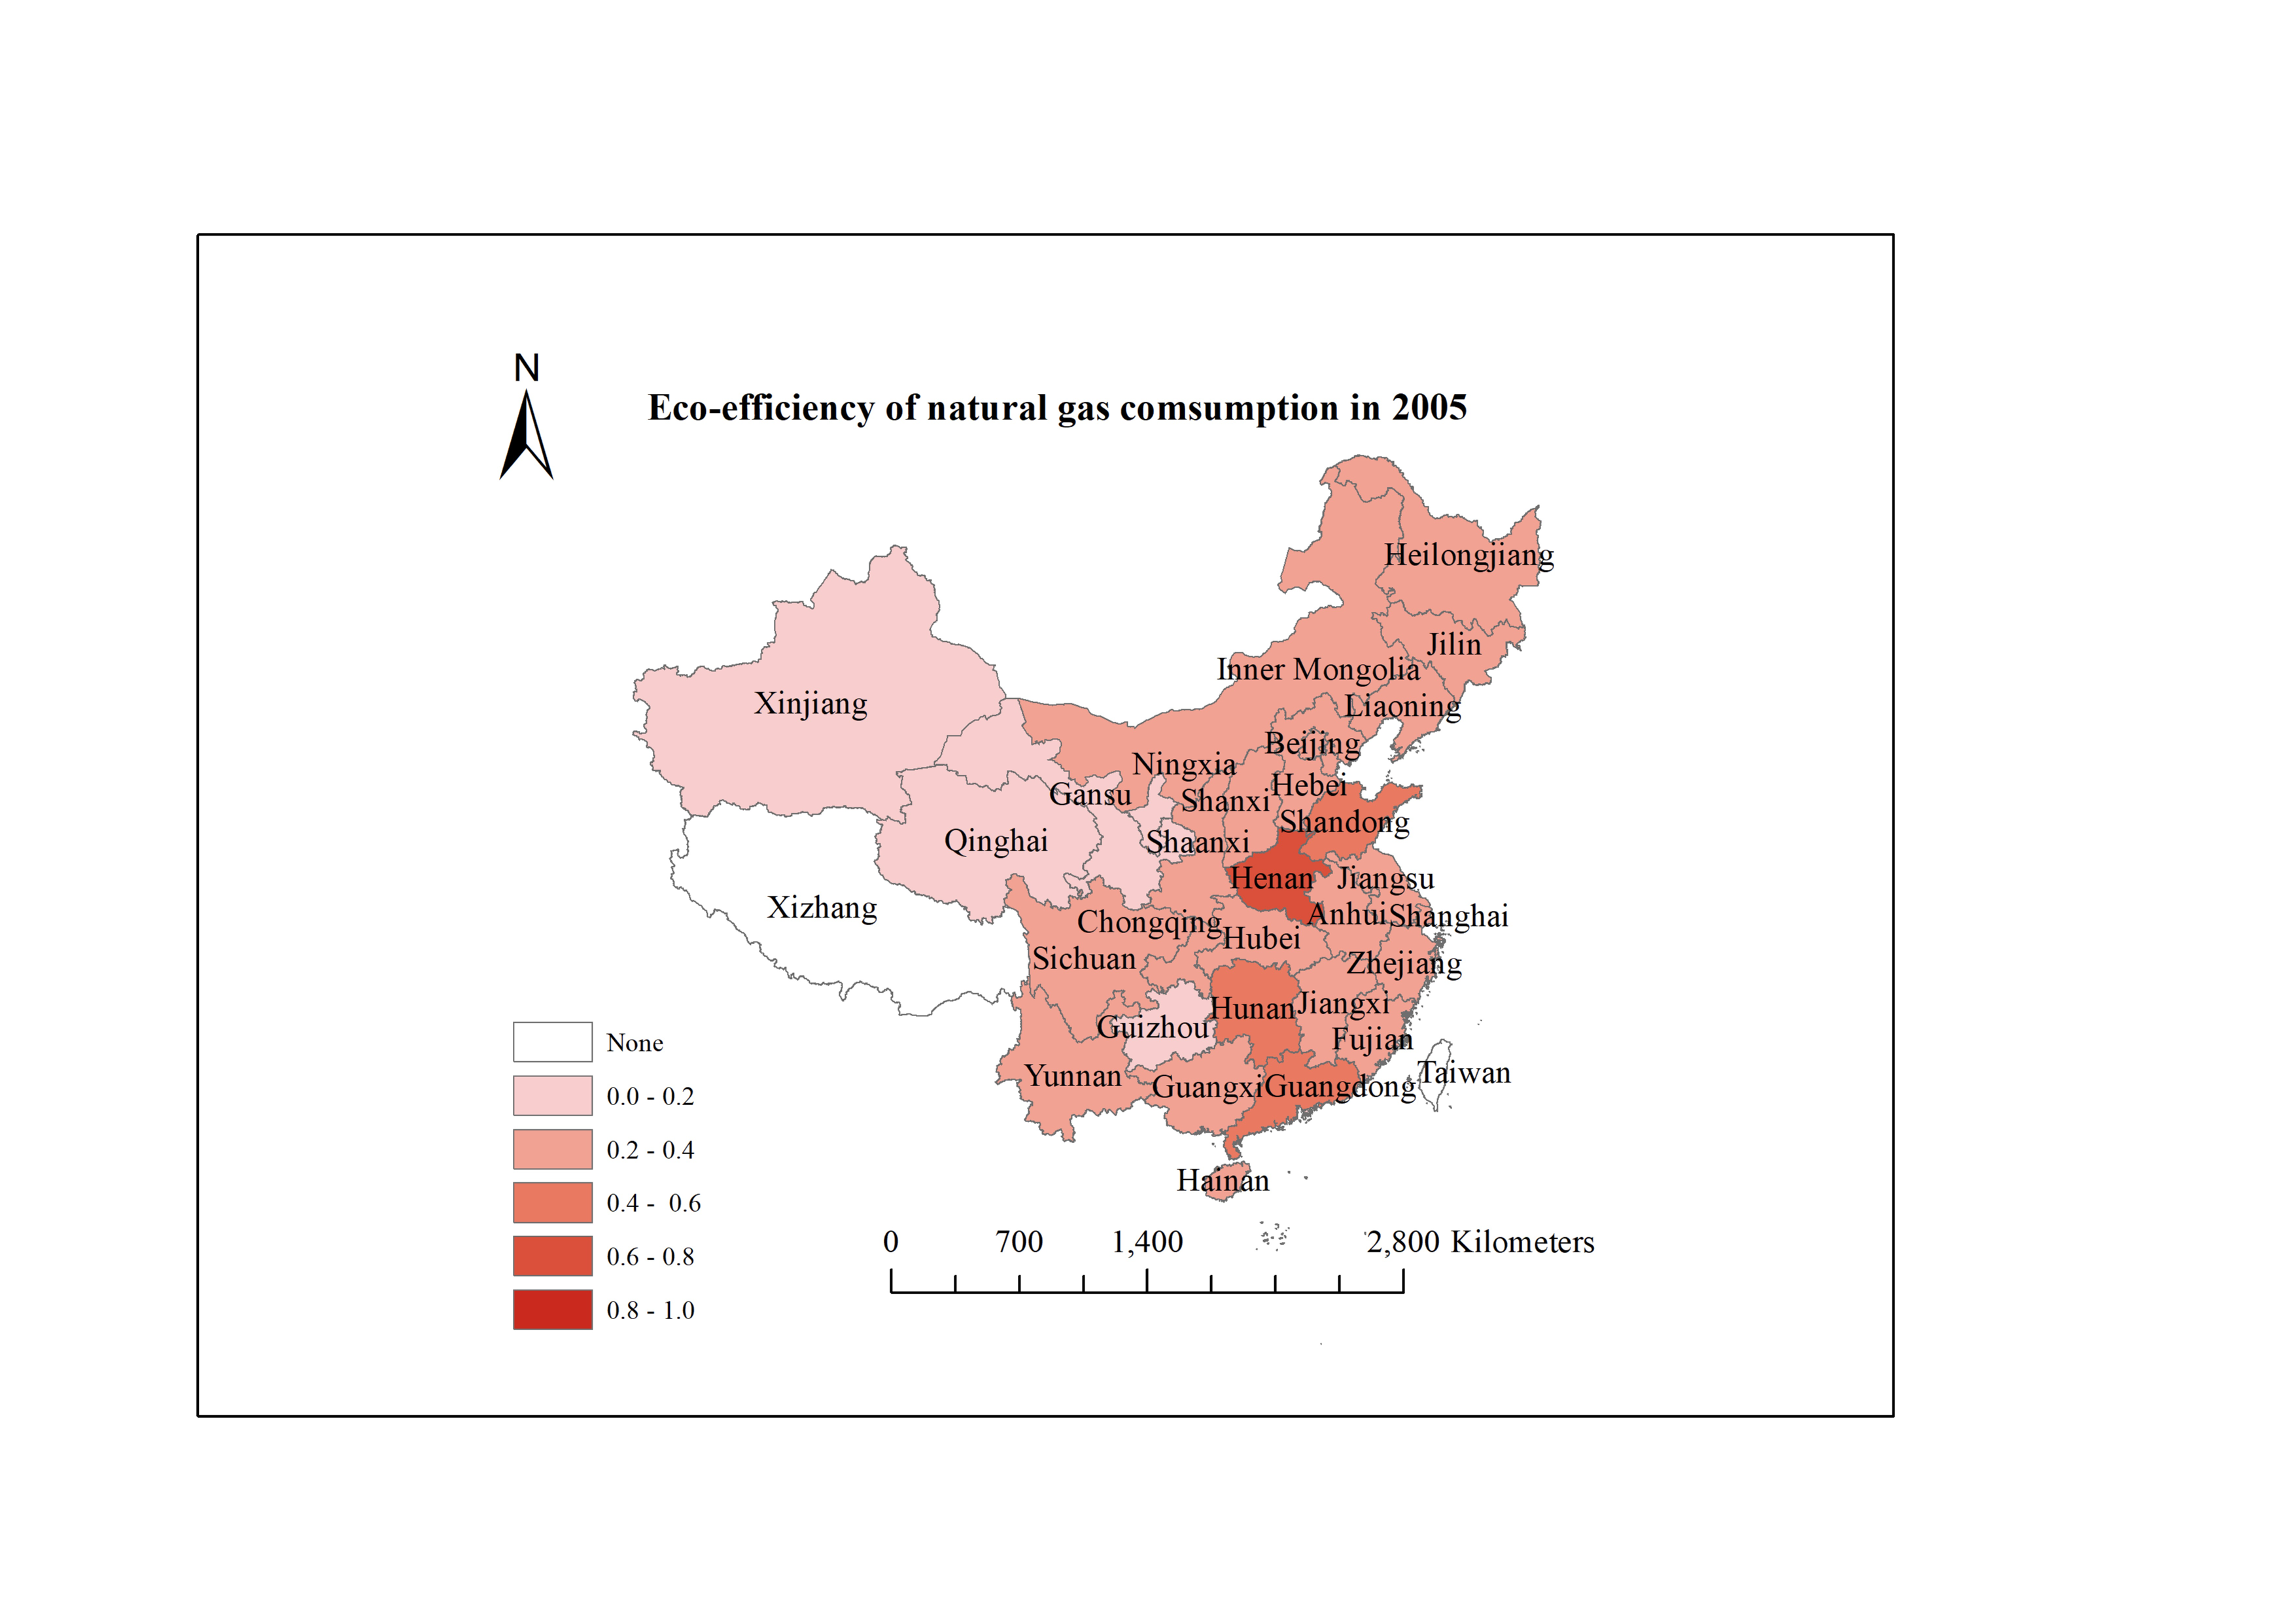 N
Eco-efficiency of natural gas comsumption in 2005
Heilongjiang
Jilin
Inner Mongolia
Xinjiang
Liaoning
Beijing
Ningxia
Hebei
Gansu
Shanxi
Shandong
Qinghai
Shaanxi
Henan
Jiangsu
Xizhang
Anhui
Shanghai
Chongqing
Hubei
Sichuan
Zhejiang
Hunan
Jiangxi
Guizhou
Fujian
Yunnan
Guangxi
Guangdong
Taiwan
Hainan
None
0.0 - 0.2
0.2 - 0.4
0.4 -  0.6
0.6 - 0.8
0.8 - 1.0
0 700 1,400 2,800 Kilometers